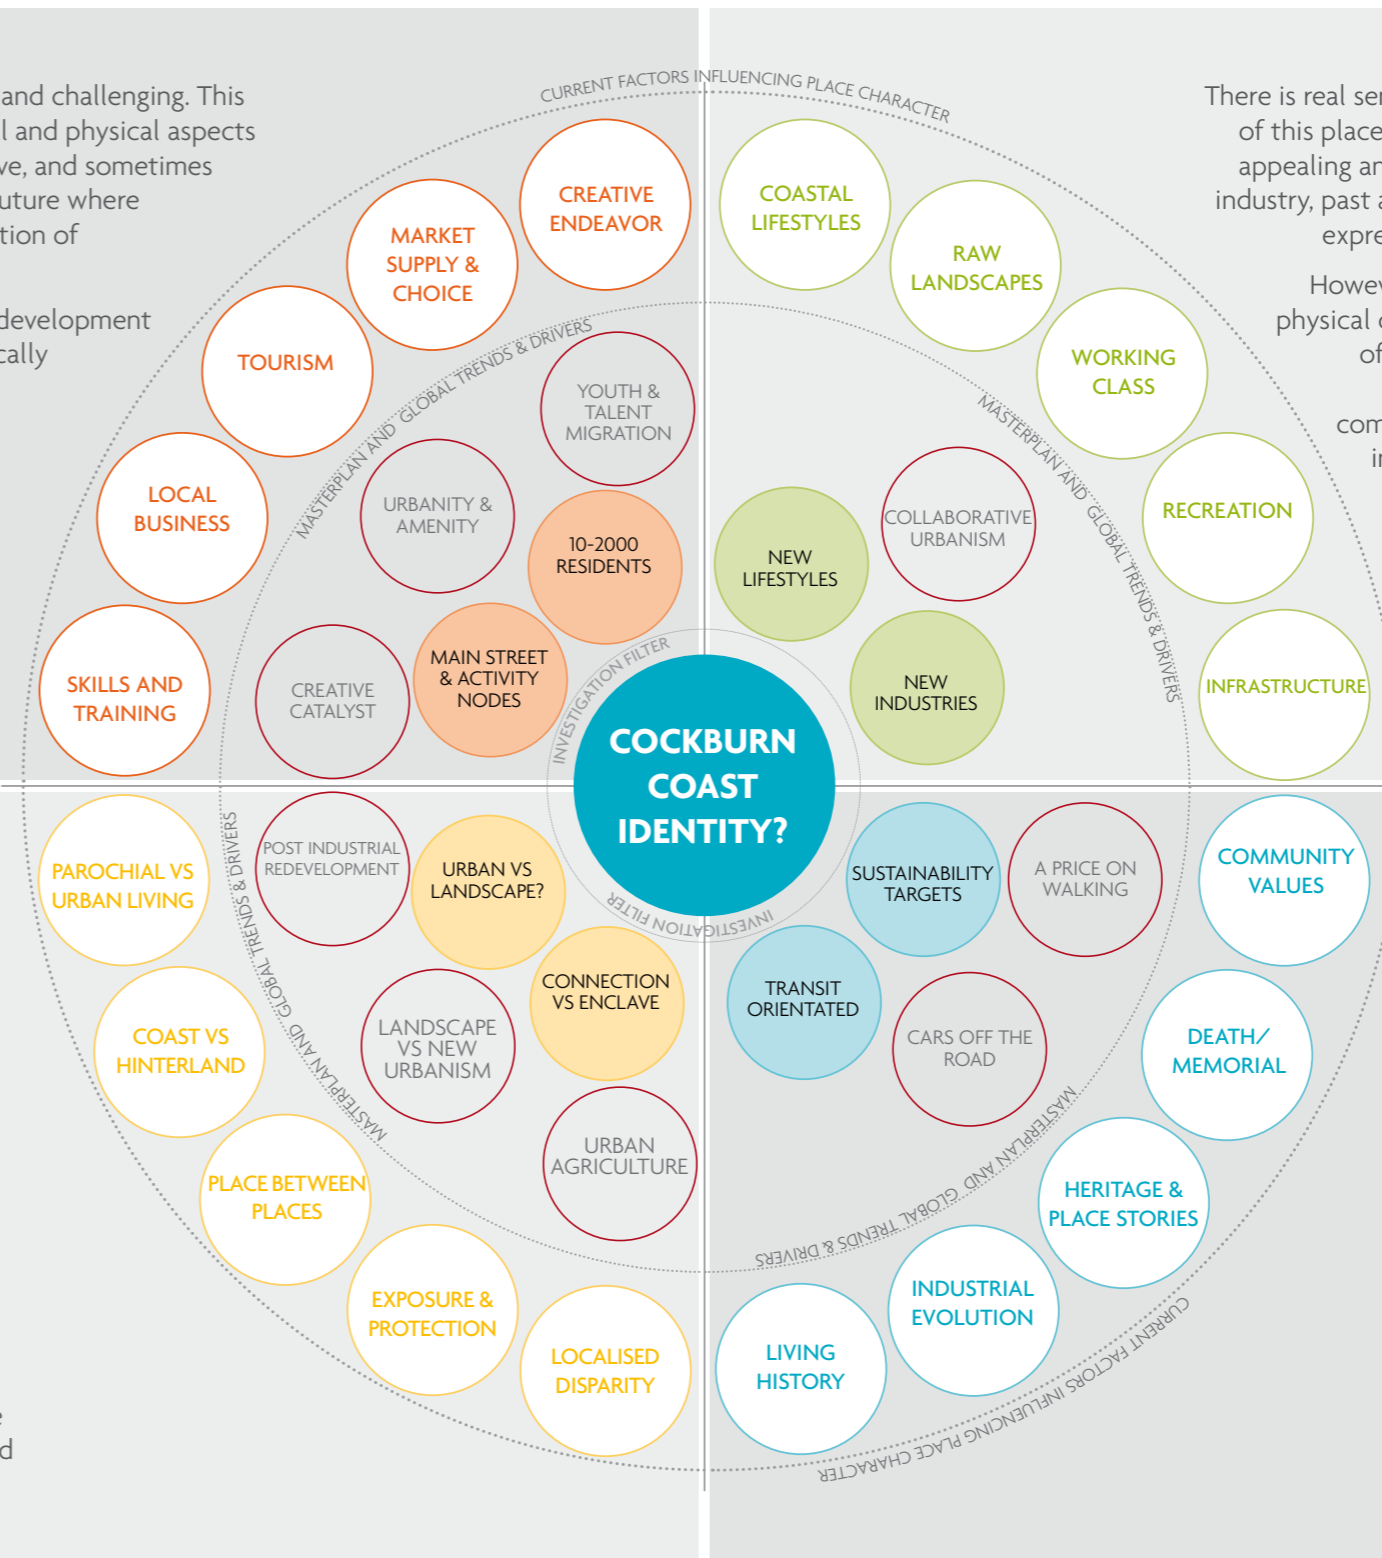 and challenging. This
l and physical aspects
ve, and sometimes
uture where
tion of
development
cally
There is real
of this place
appealing
industry, past
physical
of
CURRENT FACTORS INFLUENCING PLACE CHARACTER
CREATIVE
ENDEAVOR
MARKET
SUPPLY &
CHOICE
TOURISM
LOCAL
BUSINESS
SKILLS AND
TRAINING
MASTERPLAN AND GLOBAL TRENDS & DRIVERS
YOUTH &
TALENT
MIGRATION
URBANITY &
AMENITY
10-2000
RESIDENTS
MAIN STREET
& ACTIVITY
NODES
CREATIVE
CATALYST
COASTAL
LIFESTYLES
RAW
LANDSCAPES
WORKING
CLASS
RECREATION
INFRASTRUCTURE
MASTERPLAN AND GLOBAL TRENDS & DRIVERS
COLLABORATIVE
URBANISM
NEW
LIFESTYLES
NEW
INDUSTRIES
INVESTIGATION FILTER
COCKBURN
COAST
IDENTITY?
INVESTIGATION FILTER
PAROCHIAL VS
URBAN LIVING
COAST VS
HINTERLAND
PLACE BETWEEN
PLACES
EXPOSURE &
PROTECTION
LOCALISED
DISPARITY
MASTERPLAN AND GLOBAL TRENDS & DRIVERS
POST INDUSTRIAL
REDEVELOPMENT
URBAN VS
LANDSCAPE?
CONNECTION
VS ENCLAVE
LANDSCAPE
VS NEW
URBANISM
URBAN
AGRICULTURE
SUSTAINABILITY
TARGETS
A PRICE ON
WALKING
TRANSIT
ORIENTATED
CARS OFF THE
ROAD
MASTERPLAN AND GLOBAL TRENDS & DRIVERS
COMMUNITY
VALUES
DEATH/
MEMORIAL
HERITAGE &
PLACE STORIES
INDUSTRIAL
EVOLUTION
LIVING
HISTORY
CURRENT FACTORS INFLUENCING PLACE CHARACTER